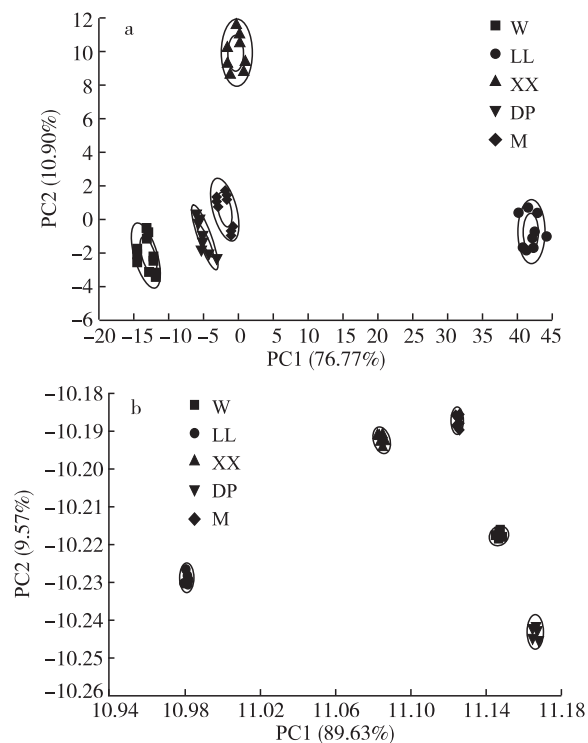 a
W
LL
XX
DP
M
12
10
8
6
4
2
0
−2
−4
−6
PC2 (10.90%)
−20 −15 −10 −5 0 5 10 15 20 25 30 35 40 45
PC1 (76.77%)
b
W
LL
XX
DP
M
−10.18
−10.19
−10.20
−10.21
−10.22
−10.23
−10.24
−10.25
−10.26
PC2 (9.57%)
10.94 10.98 11.02 11.06 11.10 11.14 11.18
PC1 (89.63%)